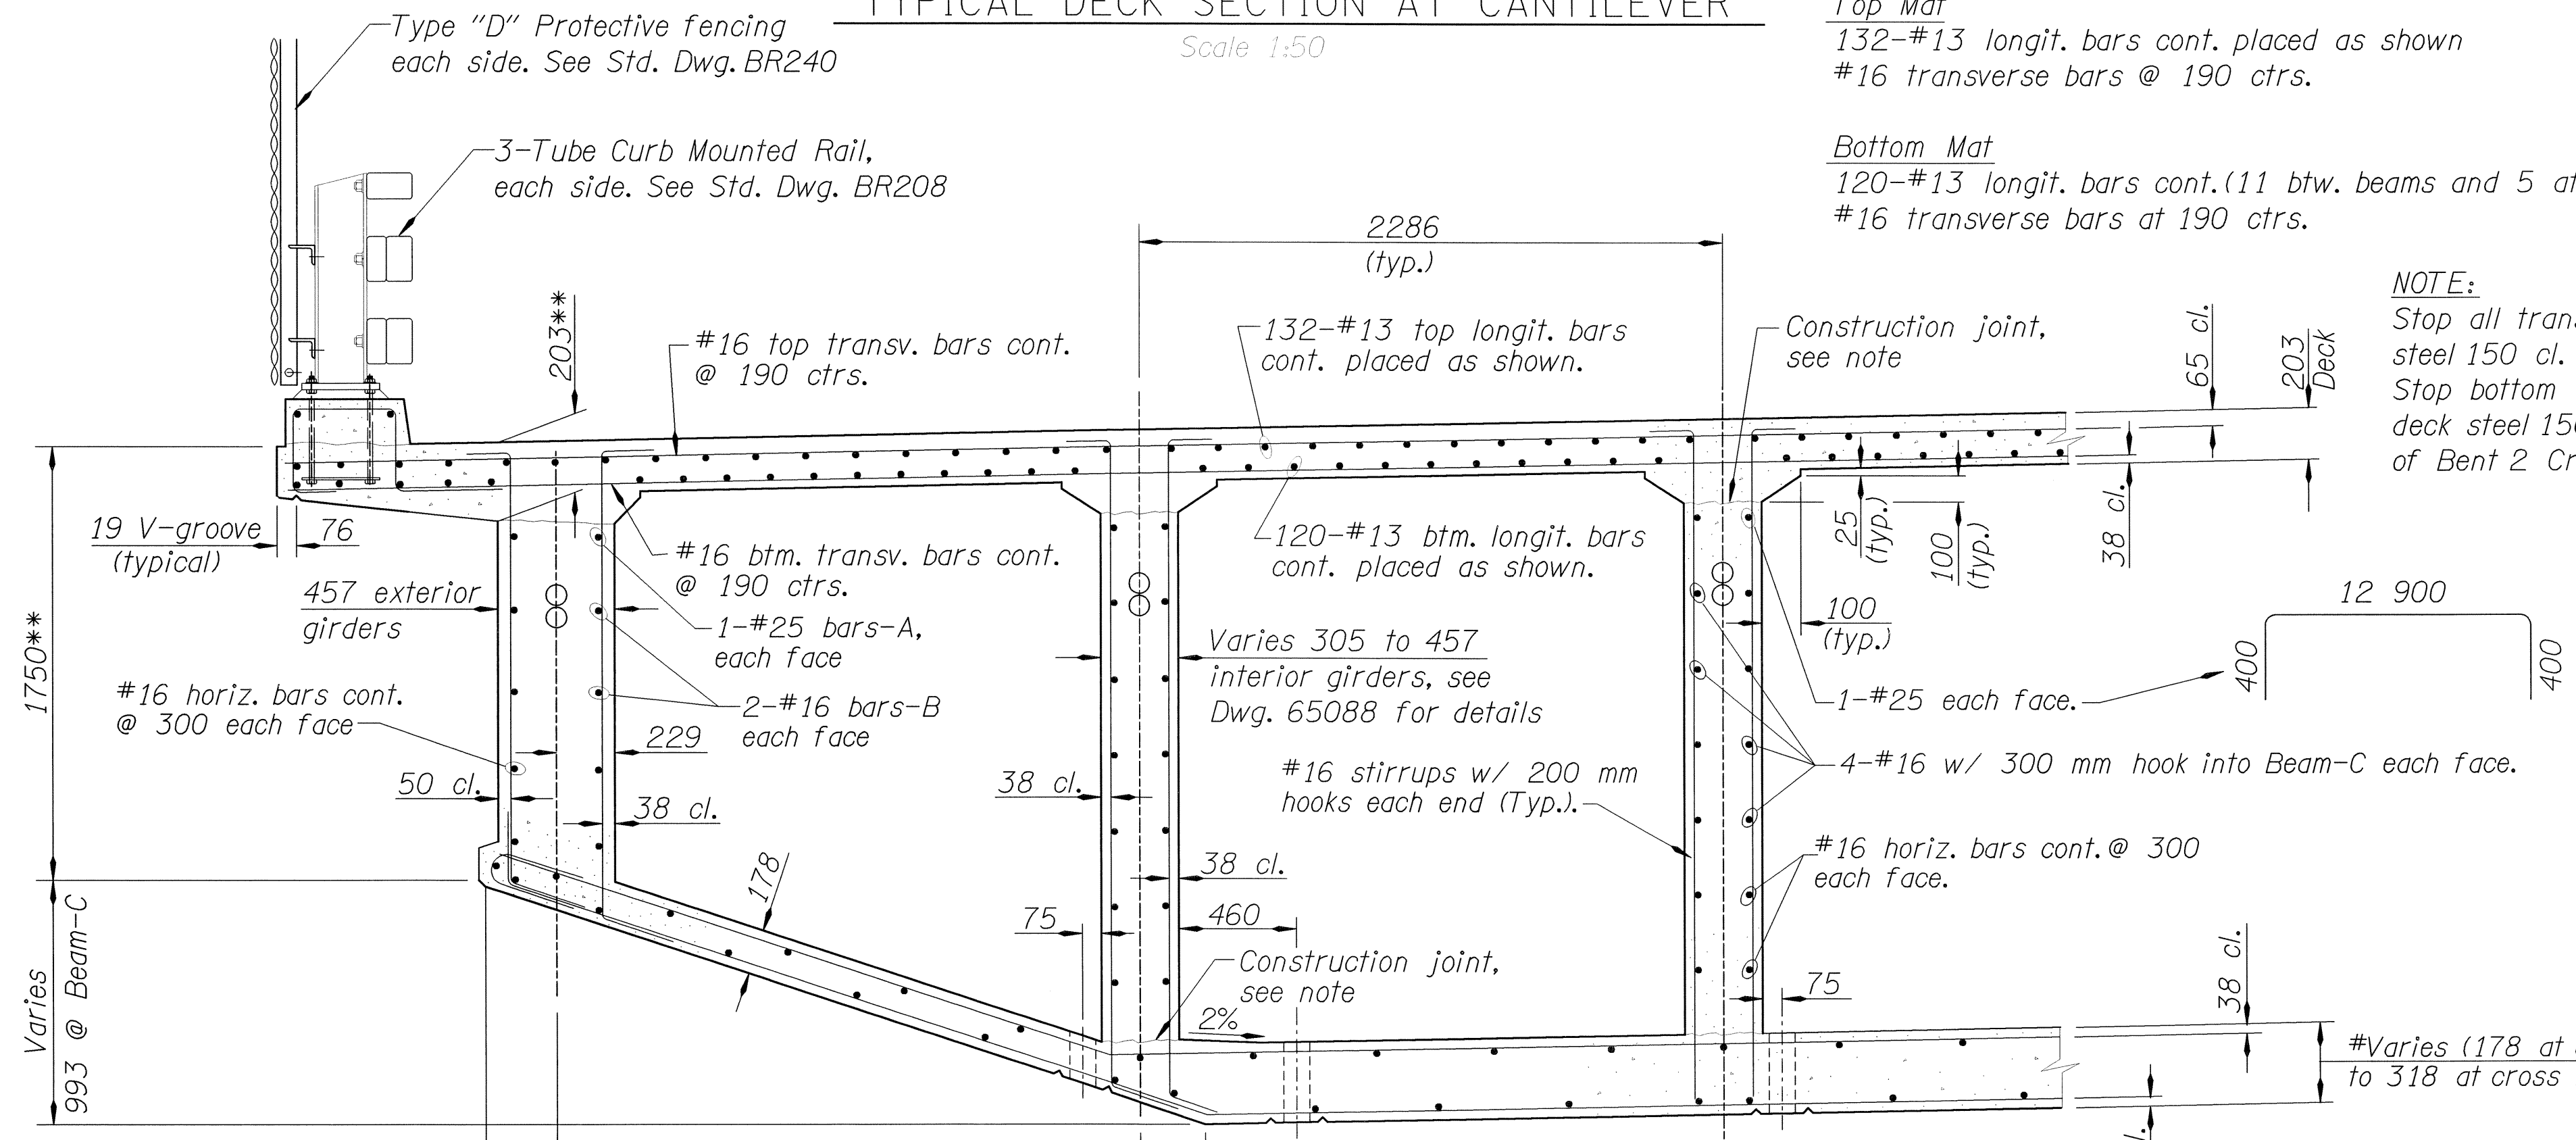 TYPICAL DECK SECTION AT CANTILEVER
Scale 1:50
Type "D" Protective fencing
each side. See Std. Dwg. BR240
3-Tube Curb Mounted Rail,
each side. See Std. Dwg. BR208
Top Mat
132-#13 longit. bars cont. placed as shown
#16 transverse bars @ 190 ctrs.
Bottom Mat
120-#13 longit. bars cont. (11 btw. beams and 5 at
#16 transverse bars at 190 ctrs.
NOTE:
Stop all
steel 150 cl.
Stop bottom
deck steel
of Bent 2
2286
(typ.)
203**
#16 top transv. bars cont.
@ 190 ctrs.
132-#13 top longit. bars
cont. placed as shown.
Construction joint,
see note
65 cl.
203
Deck
19 V-groove
(typical)
76
#16 btm. transv. bars cont.
@ 190 ctrs.
120-#13 btm. longit. bars
cont. placed as shown.
25
(typ.)
100
(typ.)
38 cl.
457 exterior
girders
1-#25 bars-A,
each face
Varies 305 to 457
interior girders, see
Dwg. 65088 for details
100
(typ.)
12 900
400
400
1750**
#16 horiz. bars cont.
@ 300 each face
2-#16 bars-B
each face
1-#25 each face.
229
4-#16 w/ 300 mm hook into Beam-C each face.
50 cl.
38 cl.
38 cl.
#16 stirrups w/ 200 mm
hooks each end (Typ.).
178
38 cl.
#16 horiz. bars cont. @ 300
each face.
75
460
Construction joint,
see note
2%
75
38 cl.
Varies
993 @ Beam-C
#Varies (178 at
to 318 at cross